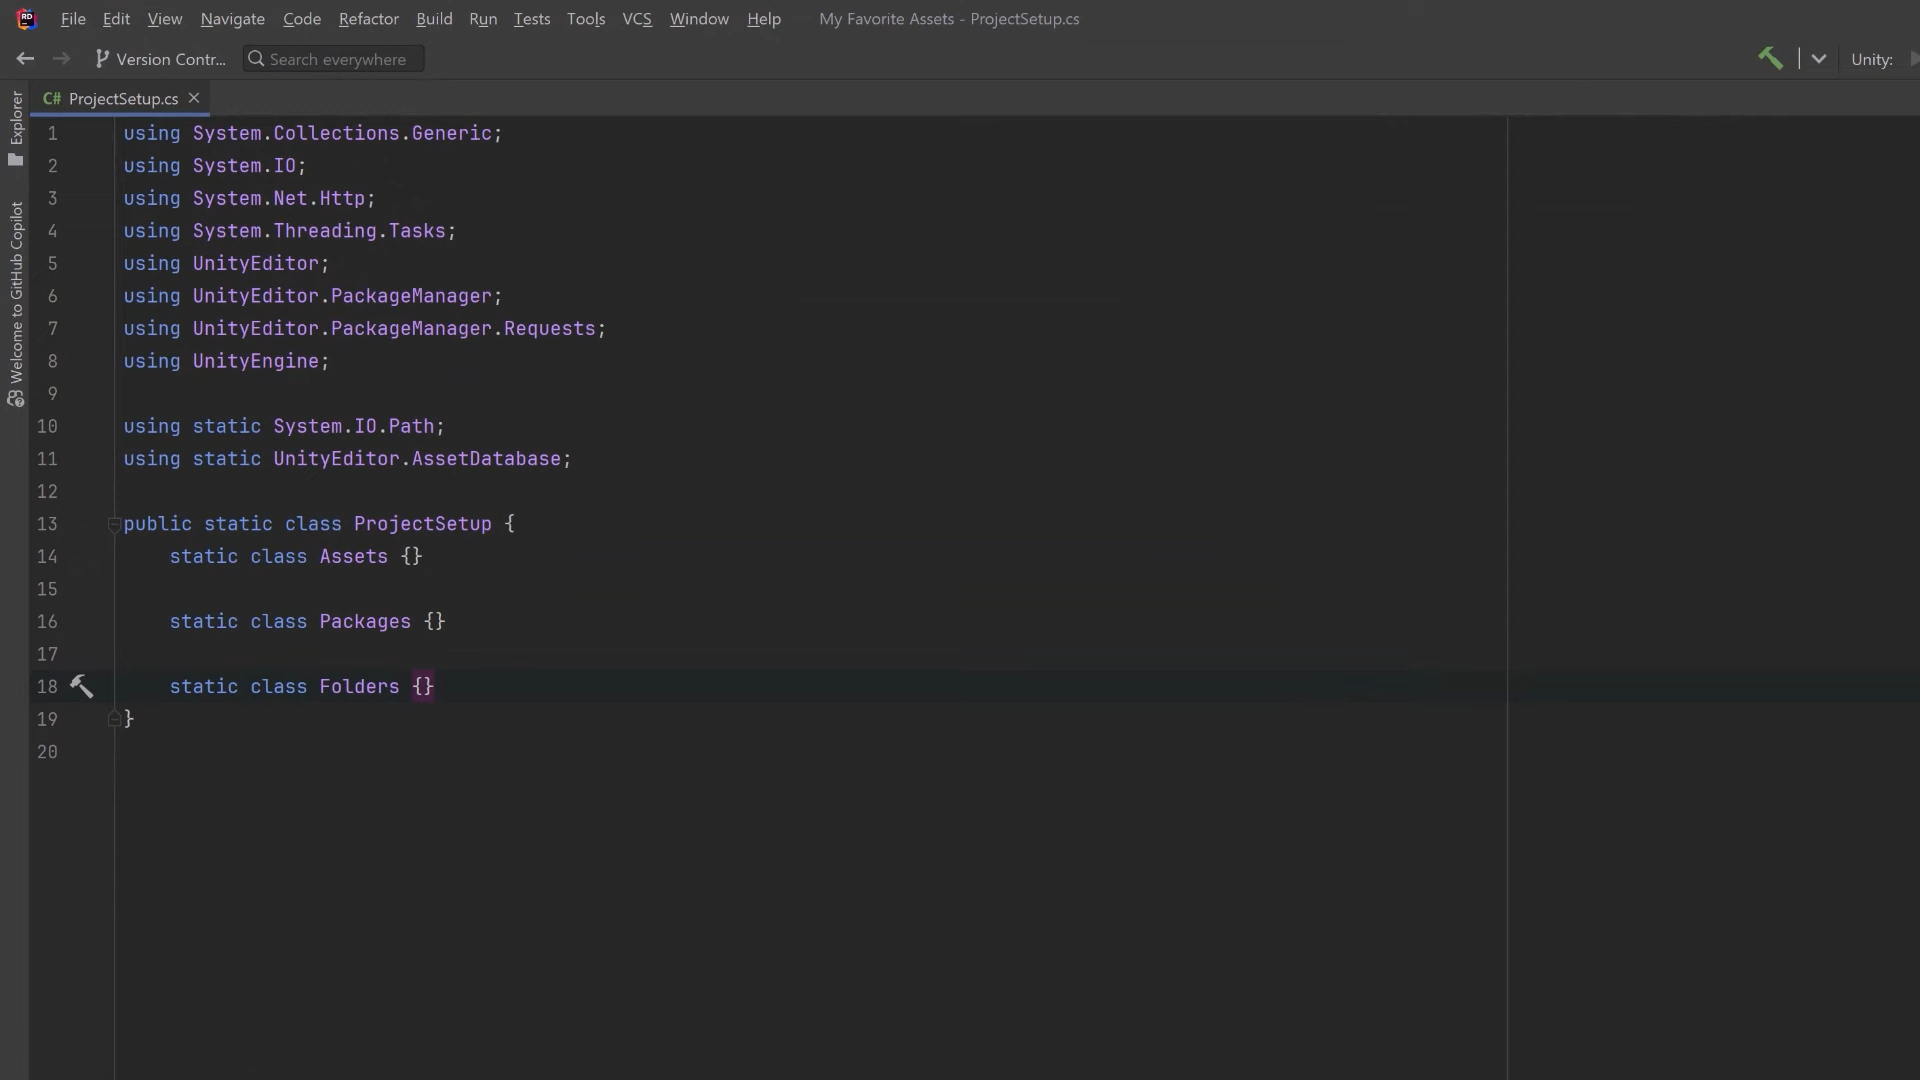 RD File Edit View Navigate Code Refactor Build Run Tests Tools VCS Window Help My Favorite Assets - ProjectSetup.cs
Version Contr... Search everywhere Unity:
C# ProjectSetup.cs
Explorer
Welcome to GitHub Copilot
1 using System.Collections.Generic;
2 using System.IO;
3 using System.Net.Http;
4 using System.Threading.Tasks;
5 using UnityEditor;
6 using UnityEditor.PackageManager;
7 using UnityEditor.PackageManager.Requests;
8 using UnityEngine;
9
10 using static System.IO.Path;
11 using static UnityEditor.AssetDatabase;
12
13 public static class ProjectSetup {
14     static class Assets {}
15
16     static class Packages {}
17
18     static class Folders {}
19 }
20